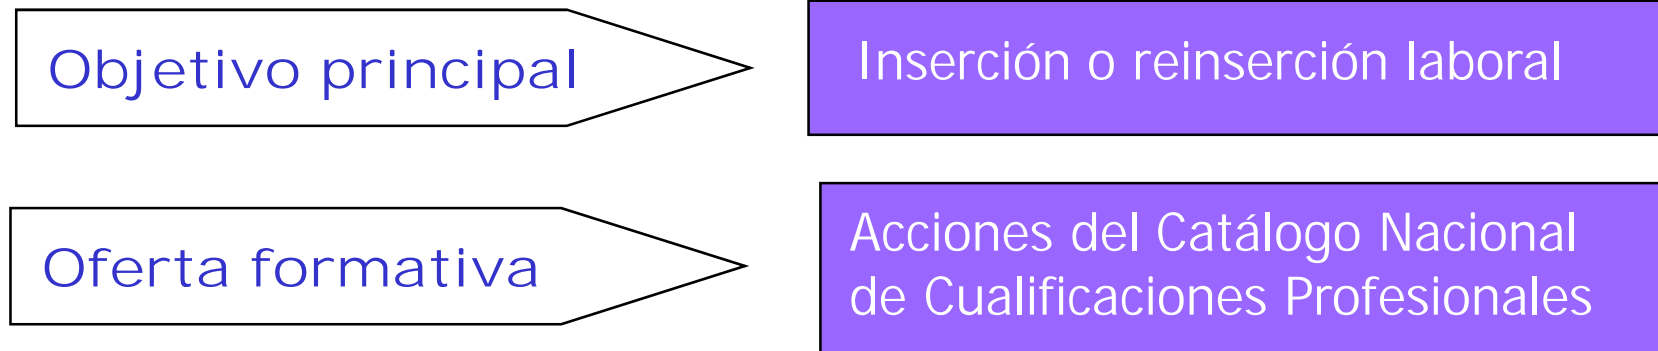 Objetivo principal
Inserción o reinserción laboral
Oferta formativa
Acciones del Catálogo Nacional
de Cualificaciones Profesionales